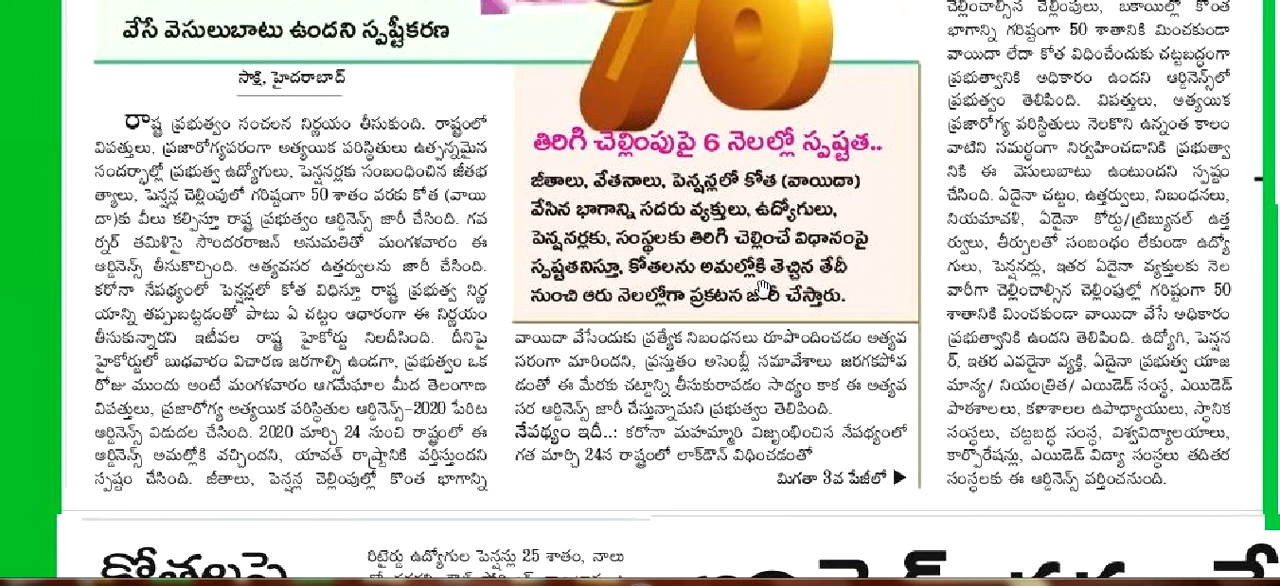 వేసే వెసులుబాటు ఉందని స్పష్టీకరణ
సాక్షి, హైదరాబాద్
రాష్ట్ర ప్రభుత్వం సంచలన నిర్ణయం తీసుకుంది. రాష్ట్రంలో
విపత్తులు, ప్రజారోగ్యపరంగా అత్యయిక పరిస్థితులు ఉత్పన్నమైన
సందర్భాల్లో ప్రభుత్వ ఉద్యోగులు, పెన్షనర్లకు సంబంధించిన జీతభ
త్యాలు, పెన్షన్ల చెల్లింపులో గరిష్టంగా 50 శాతం వరకు కోత (వాయి
దా)కు వీలు కల్పిస్తూ రాష్ట్ర ప్రభుత్వం ఆర్డినెన్స్ జారీ చేసింది. గవ
ర్నర్ తమిళిసై సౌందరరాజన్ అనుమతితో మంగళవారం ఈ
ఆర్డినెన్స్ తీసుకొచ్చింది. అత్యవసర ఉత్తర్వులను జారీ చేసింది.
కరోనా నేపథ్యంలో పెన్షన్లలో కోత విధిస్తూ రాష్ట్ర ప్రభుత్వ నిర్ణ
యాన్ని తప్పుబట్టడంతో పాటు ఏ చట్టం ఆధారంగా ఈ నిర్ణయం
తీసుకున్నారని ఇటీవల రాష్ట్ర హైకోర్టు నిలదీసింది. దీనిపై
హైకోర్టులో బుధవారం విచారణ జరగాల్సి ఉండగా, ప్రభుత్వం ఒక
రోజు ముందు అంటే మంగళవారం ఆగమేఘాల మీద తెలంగాణ
విపత్తులు, ప్రజారోగ్య అత్యయిక పరిస్థితుల ఆర్డినెన్స్-2020 పేరిట
ఆర్డినెన్స్ విడుదల చేసింది. 2020 మార్చి 24 నుంచి రాష్ట్రంలో ఈ
ఆర్డినెన్స్ అమల్లోకి వచ్చిందని, యావత్ రాష్ట్రానికి వర్తిస్తుందని
స్పష్టం చేసింది. జీతాలు, పెన్షన్ల చెల్లింపుల్లో కొంత భాగాన్ని
తిరిగి చెల్లింపుపై 6 నెలల్లో స్పష్టత..
జీతాలు, వేతనాలు, పెన్షన్లలో కోత (వాయిదా)
వేసిన భాగాన్ని సదరు వ్యక్తులు, ఉద్యోగులు,
పెన్షనర్లకు, సంస్థలకు తిరిగి చెల్లించే విధానంపై
స్పష్టతనిస్తూ, కోతలను అమల్లోకి తెచ్చిన తేదీ
నుంచి ఆరు నెలల్లోగా ప్రకటన జారీ చేస్తారు.
వాయిదా వేసేందుకు ప్రత్యేక నిబంధనలు రూపొందించడం అత్యవ
సరంగా మారిందని, ప్రస్తుతం అసెంబ్లీ సమావేశాలు జరగకపోవ
డంతో ఈ మేరకు చట్టాన్ని తీసుకురావడం సాధ్యం కాక ఈ అత్యవ
సర ఆర్డినెన్స్ జారీ చేస్తున్నామని ప్రభుత్వం తెలిపింది.
నేపథ్యం ఇదీ..: కరోనా మహమ్మారి విజృంభించిన నేపథ్యంలో
గత మార్చి 24న రాష్ట్రంలో లాక్‌డౌన్ విధించడంతో
మిగతా 3వ పేజీలో ▶
చెల్లించాల్సిన చెల్లింపులు, బకాయిల్లో కొంత
భాగాన్ని గరిష్టంగా 50 శాతానికి మించకుండా
వాయిదా లేదా కోత విధించేందుకు చట్టబద్ధంగా
ప్రభుత్వానికి అధికారం ఉందని ఆర్డినెన్స్‌లో
ప్రభుత్వం తెలిపింది. విపత్తులు, అత్యయిక
ప్రజారోగ్య పరిస్థితులు నెలకొని ఉన్నంత కాలం
వాటిని సమర్థంగా నిర్వహించడానికి ప్రభుత్వా
నికి ఈ వెసులుబాటు ఉంటుందని స్పష్టం
చేసింది. ఏదైనా చట్టం, ఉత్తర్వులు, నిబంధనలు,
నియమావళి, ఏదైనా కోర్టు/ట్రిబ్యునల్ ఉత్త
ర్వులు, తీర్పులతో సంబంధం లేకుండా ఉద్యో
గులు, పెన్షనర్లు, ఇతర ఏదైనా వ్యక్తులకు నెల
వారీగా చెల్లించాల్సిన చెల్లింపుల్లో గరిష్టంగా 50
శాతానికి మించకుండా వాయిదా వేసే అధికారం
ప్రభుత్వానికి ఉందని తెలిపింది. ఉద్యోగి, పెన్షన
ర్, ఇతర ఎవరైనా వ్యక్తి, ఏదైనా ప్రభుత్వ యాజ
మాన్య/ నియంత్రిత/ ఎయిడెడ్ సంస్థ, ఎయిడెడ్
పాఠశాలలు, కళాశాలల ఉపాధ్యాయులు, స్థానిక
సంస్థలు, చట్టబద్ధ సంస్థ, విశ్వవిద్యాలయాలు,
కార్పొరేషన్లు, ఎయిడెడ్ విద్యా సంస్థలు తదితర
సంస్థలకు ఈ ఆర్డినెన్స్ వర్తించనుంది.
కోతలపై
రిటైర్డు ఉద్యోగుల పెన్షన్లు 25 శాతం, నాలు